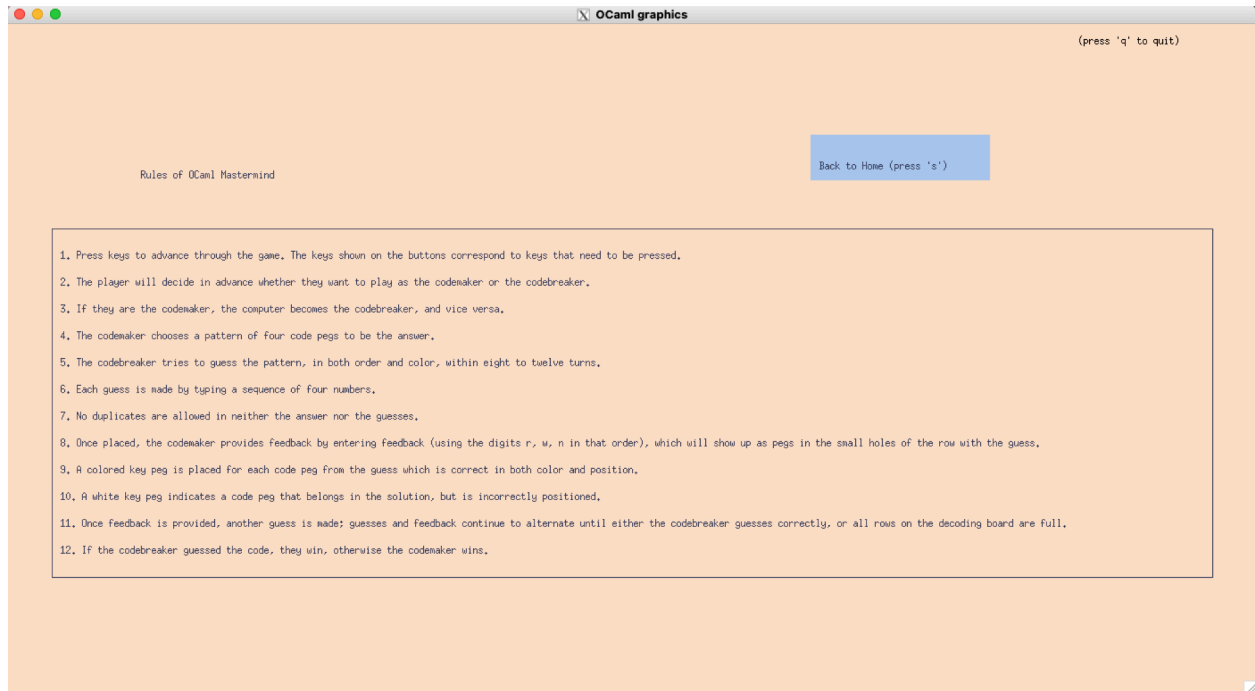 OCaml graphics
(press 'q' to quit)
Back to Home (press 's')
Rules of OCaml Mastermind
1. Press keys to advance through the game. The keys shown on the buttons correspond to keys that need to be pressed.
2. The player will decide in advance whether they want to play as the codemaker or the codebreaker.
3. If they are the codemaker, the computer becomes the codebreaker, and vice versa.
4. The codemaker chooses a pattern of four code pegs to be the answer.
5. The codebreaker tries to guess the pattern, in both order and color, within eight to twelve turns.
6. Each guess is made by typing a sequence of four numbers.
7. No duplicates are allowed in neither the answer nor the guesses.
8. Once placed, the codemaker provides feedback by entering feedback (using the digits r, w, n in that order), which will show up as pegs in the small holes of the row with the guess.
9. A colored key peg is placed for each code peg from the guess which is correct in both color and position.
10. A white key peg indicates a code peg that belongs in the solution, but is incorrectly positioned.
11. Once feedback is provided, another guess is made; guesses and feedback continue to alternate until either the codebreaker guesses correctly, or all rows on the decoding board are full.
12. If the codebreaker guessed the code, they win, otherwise the codemaker wins.